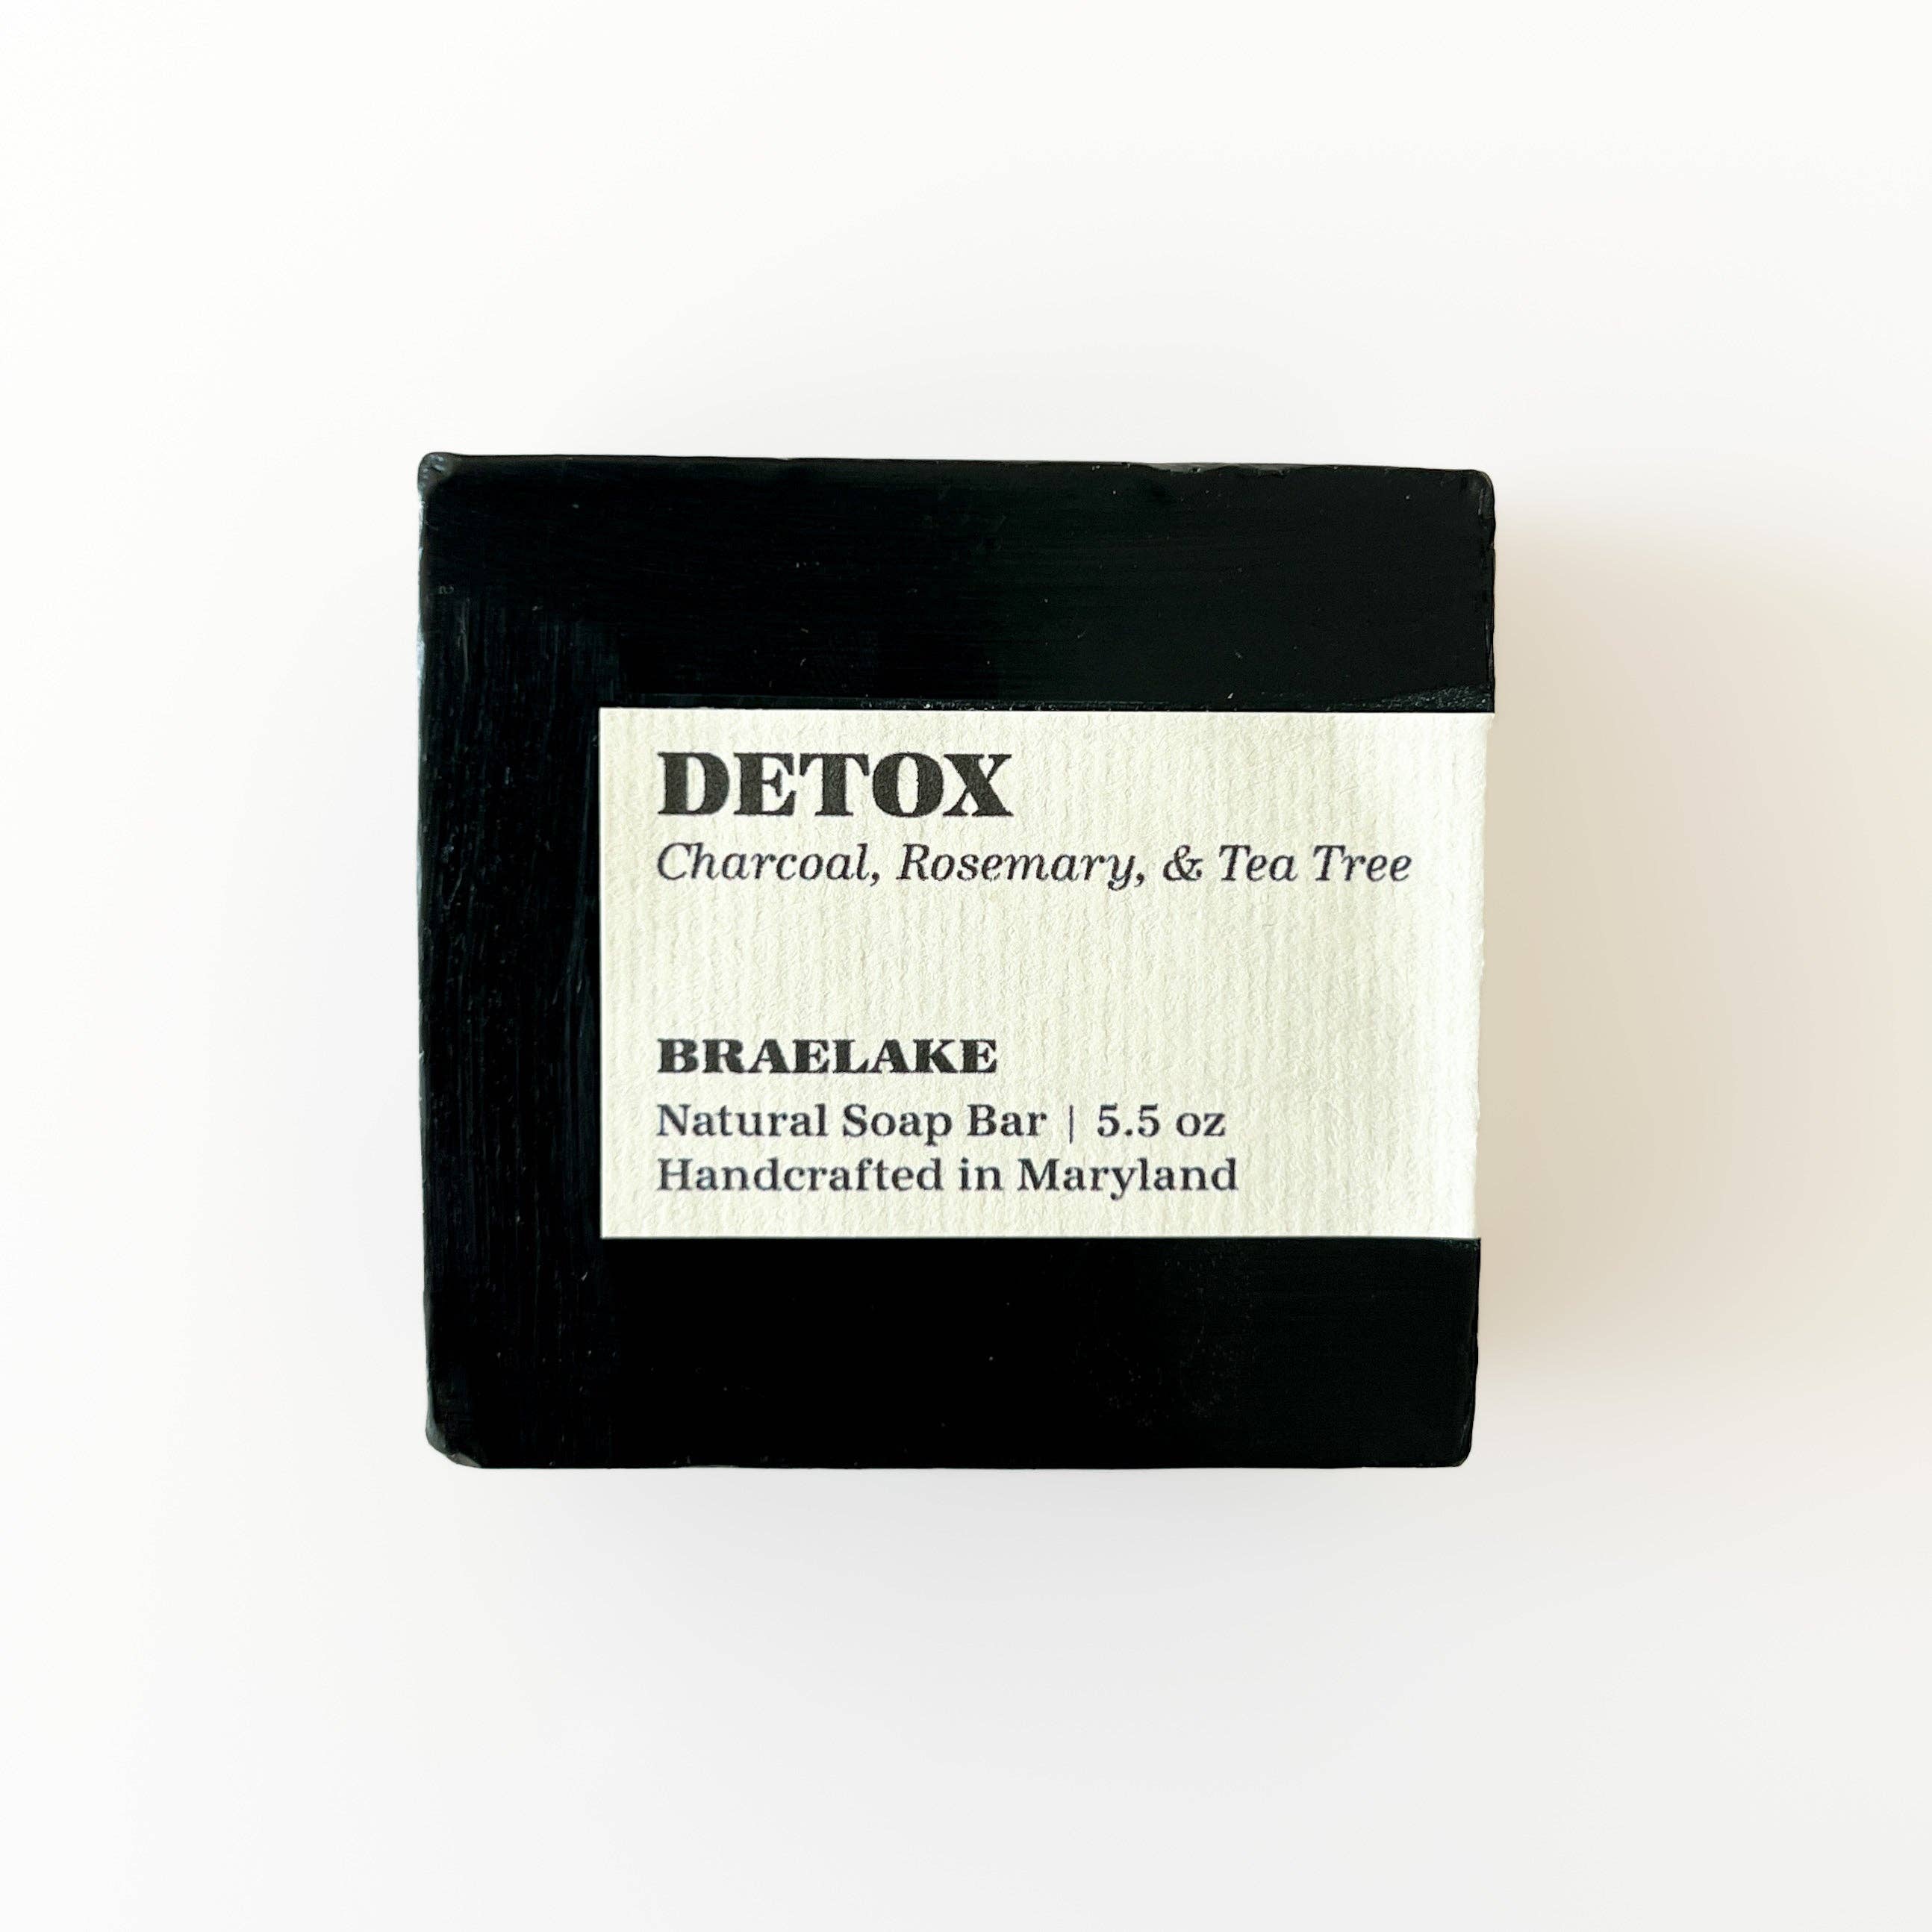 DETOX
Charcoal, Rosemary, & Tea Tree
BRAELAKE
Natural Soap Bar | 5.5 oz
Handcrafted in Maryland